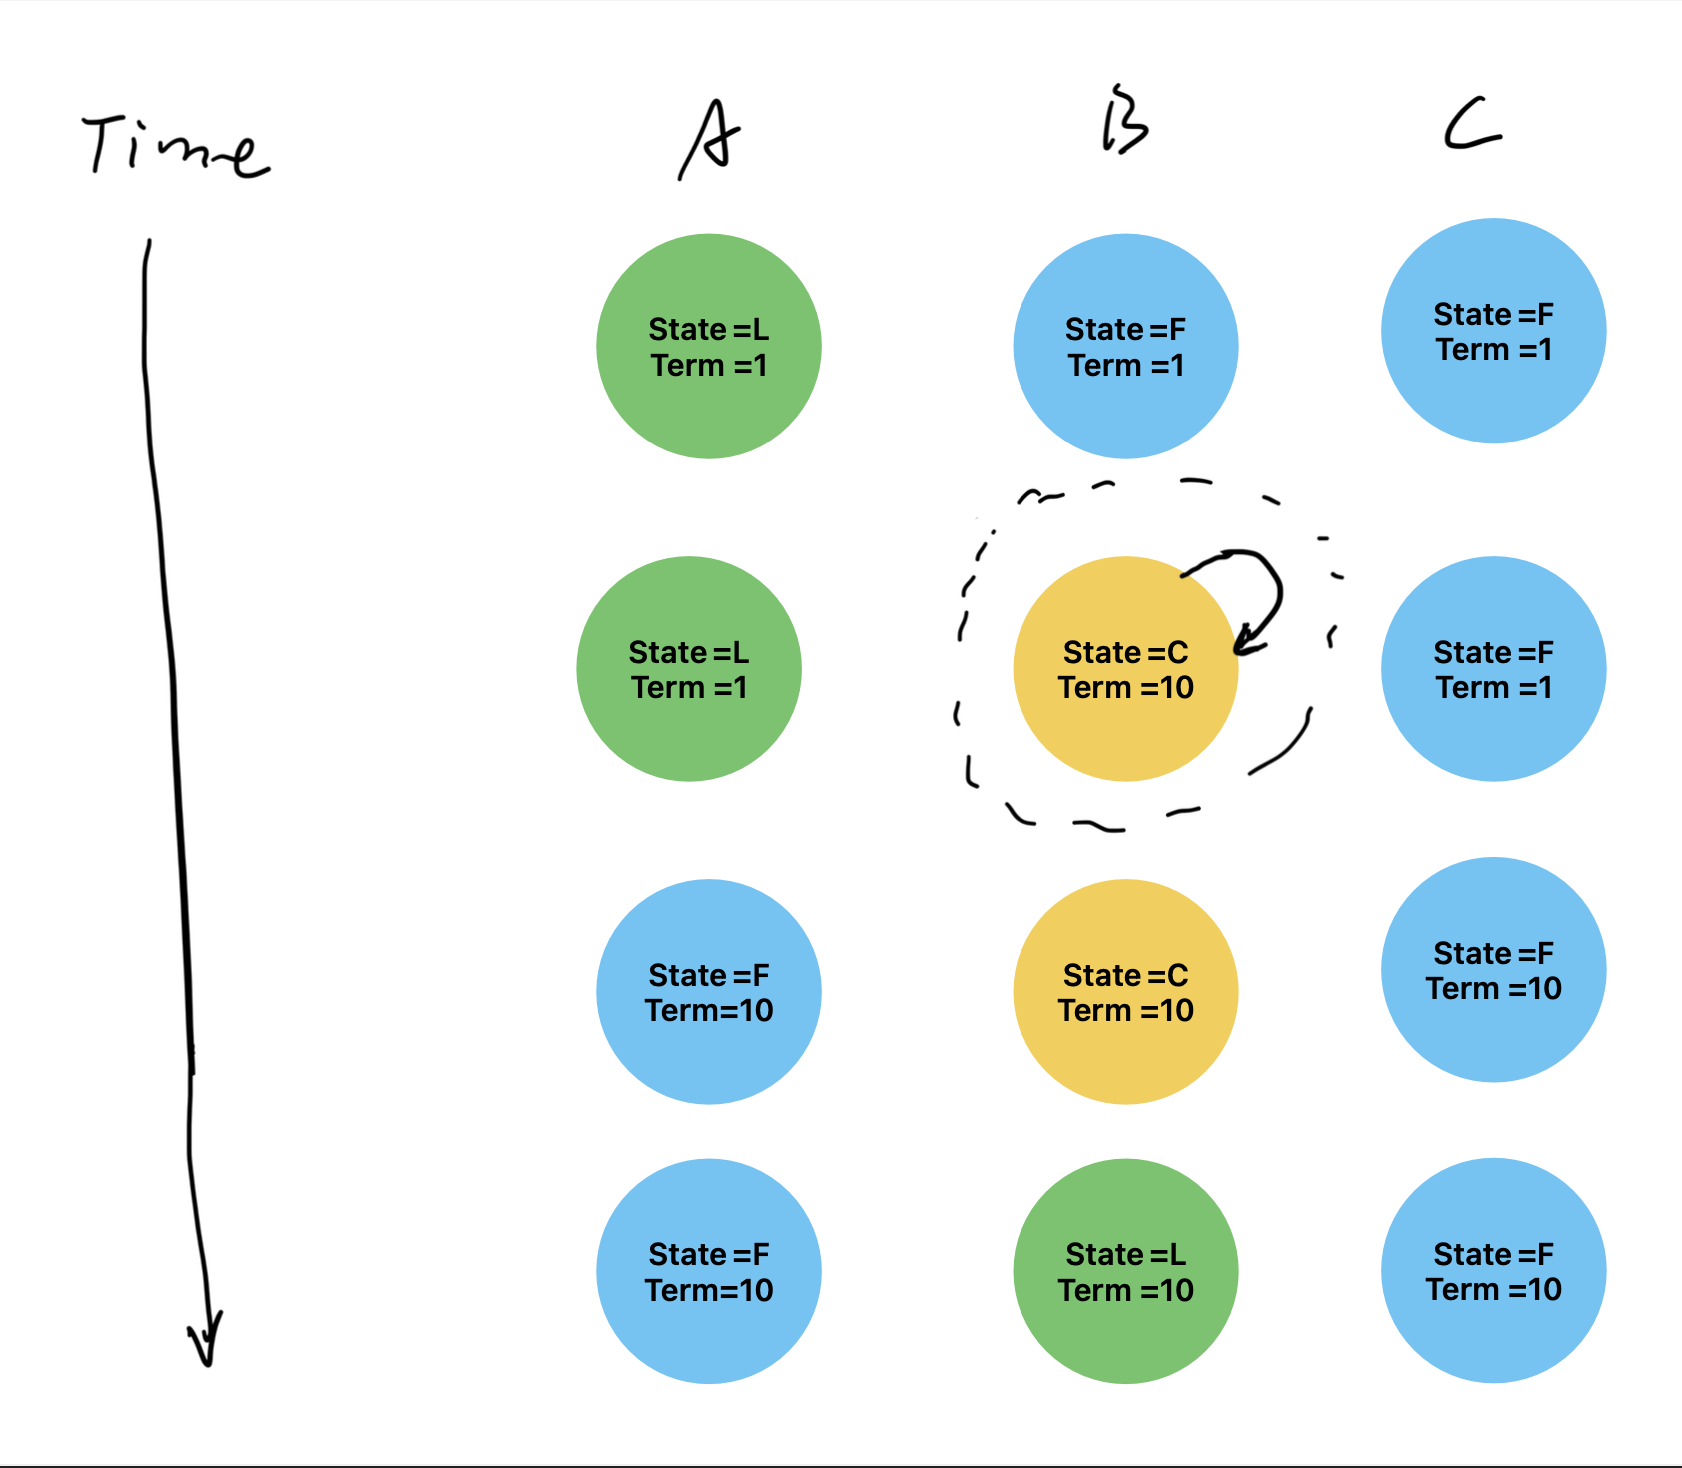 Time
A
B
C
State =L
Term =1
State =F
Term =1
State =F
Term =1
State =L
Term =1
State =C
Term =10
State =F
Term =1
State =F
Term=10
State =C
Term =10
State =F
Term =10
State =F
Term=10
State =L
Term =10
State =F
Term =10